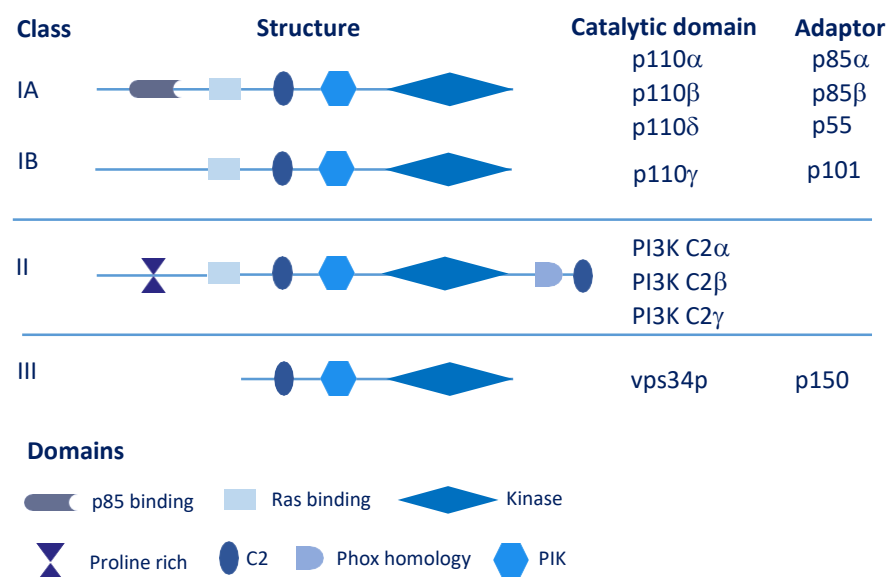 Class Structure Catalytic domain Adaptor
p110α p85α
IA p110β p85β
p110δ p55
IB p110γ p101
PI3K C2α
II PI3K C2β
PI3K C2γ
III vps34p p150
Domains
p85 binding Ras binding Kinase
Proline rich C2 Phox homology PIK